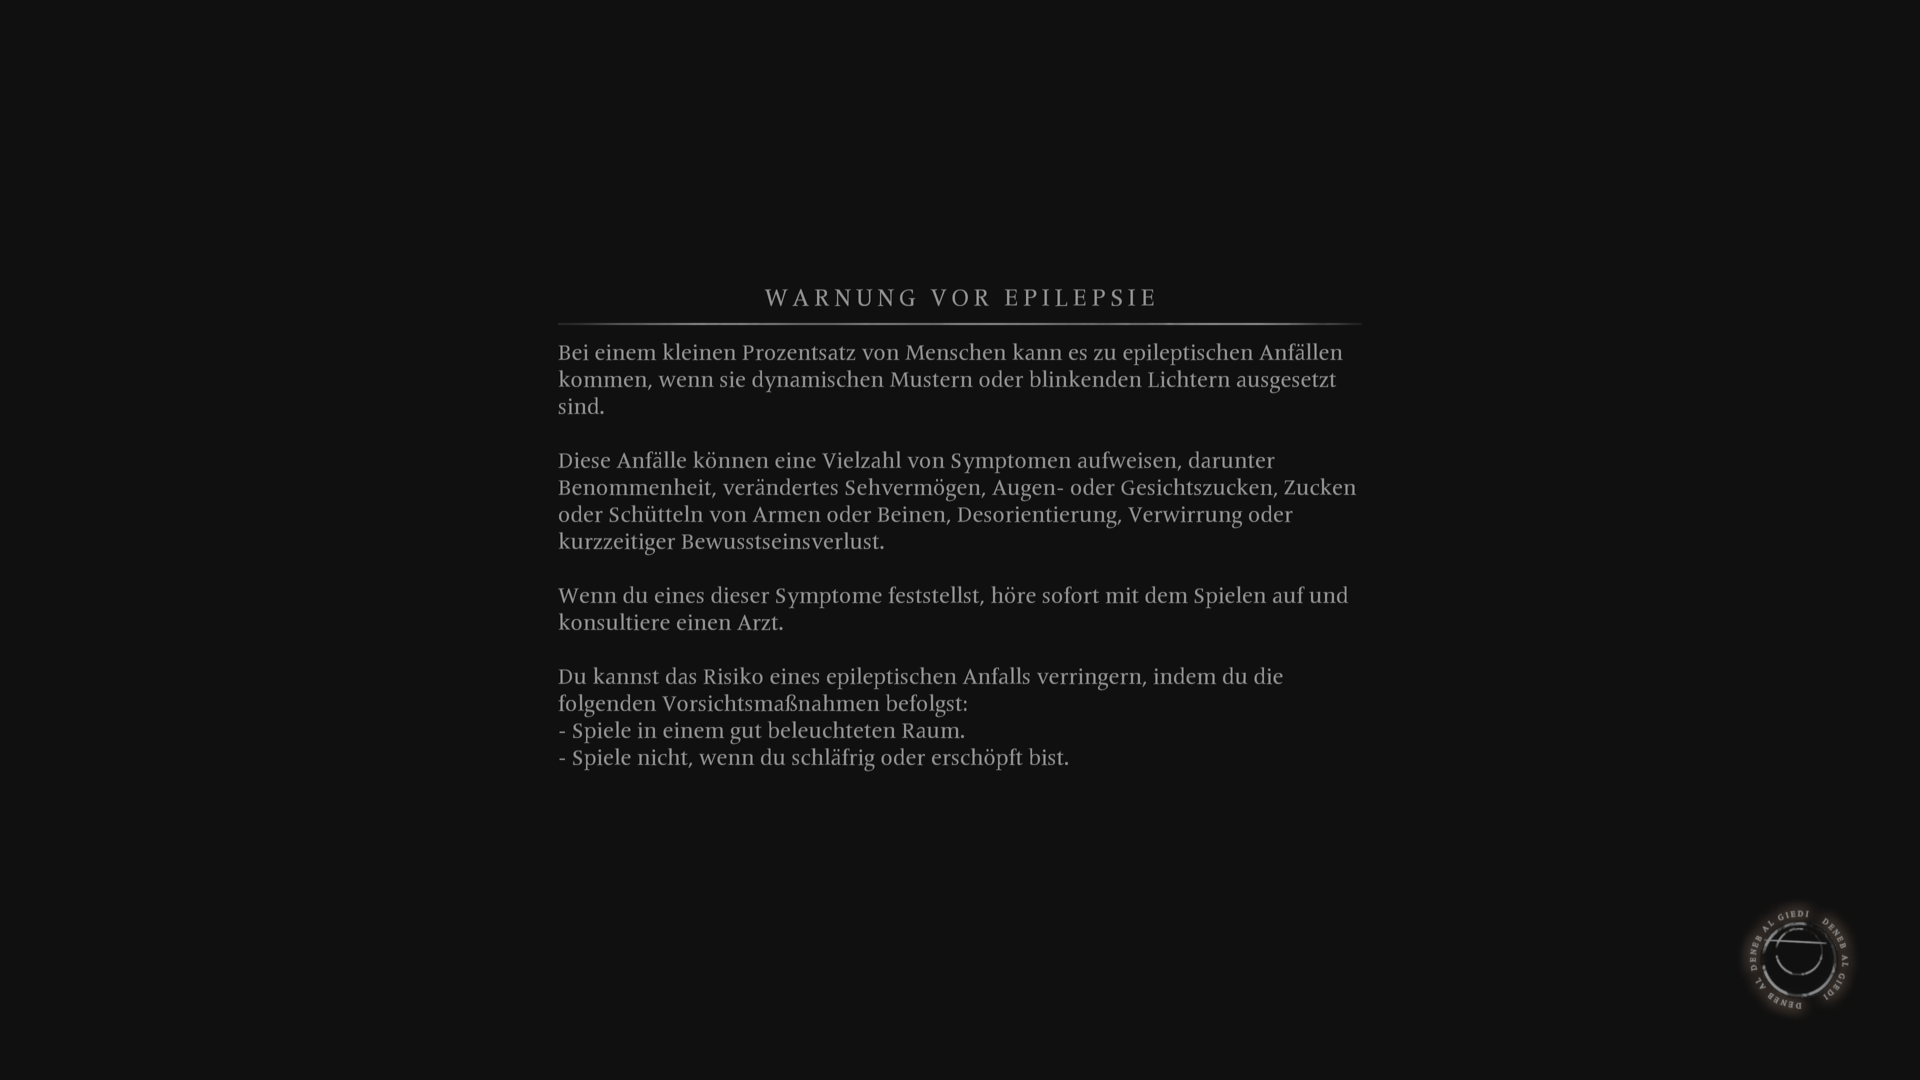 WARNUNG VOR EPILEPSIE
Bei einem kleinen Prozentsatz von Menschen kann es zu epileptischen Anfällen
kommen, wenn sie dynamischen Mustern oder blinkenden Lichtern ausgesetzt
sind.
Diese Anfälle können eine Vielzahl von Symptomen aufweisen, darunter
Benommenheit, verändertes Sehvermögen, Augen- oder Gesichtszucken, Zucken
oder Schütteln von Armen oder Beinen, Desorientierung, Verwirrung oder
kurzzeitiger Bewusstseinsverlust.
Wenn du eines dieser Symptome feststellst, höre sofort mit dem Spielen auf und
konsultiere einen Arzt.
Du kannst das Risiko eines epileptischen Anfalls verringern, indem du die
folgenden Vorsichtsmaßnahmen befolgst:
- Spiele in einem gut beleuchteten Raum.
- Spiele nicht, wenn du schläfrig oder erschöpft bist.
DENEB AL GIEDI DENEB AL GIEDI DENEB AL